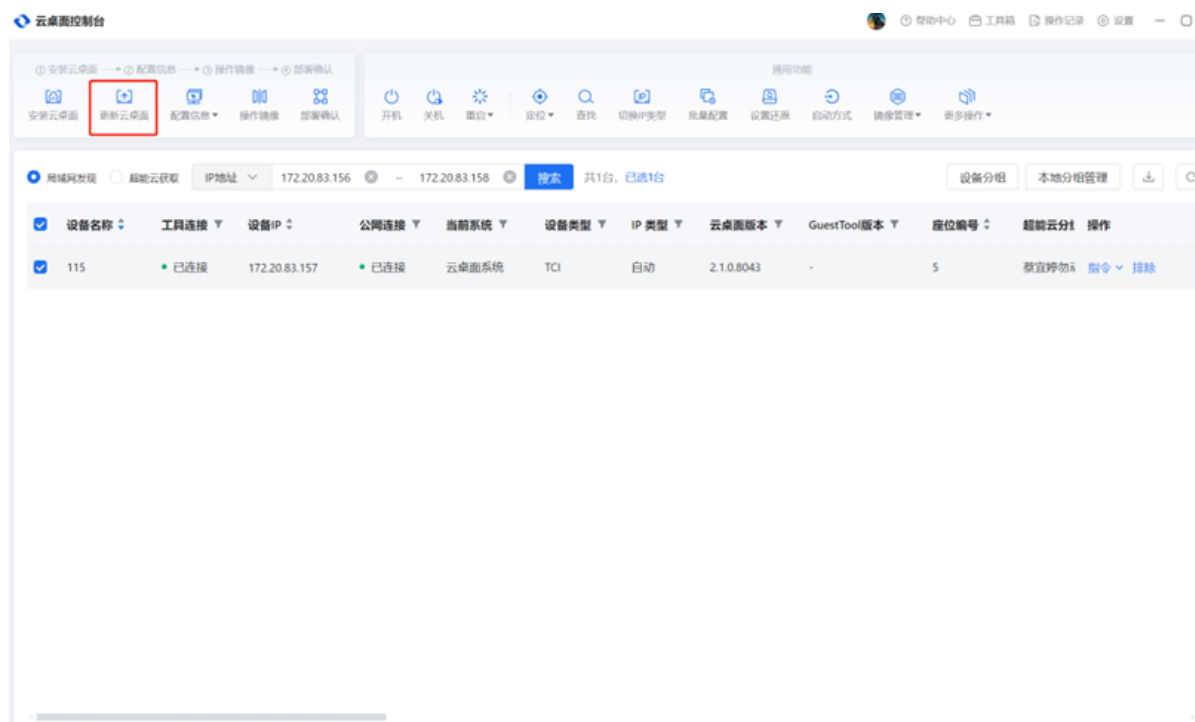 云桌面控制台
帮助中心 工具箱 操作记录 设置
① 安装云桌面 ② 配置信息 ③ 操作镜像 ④ 部署确认
通用功能
安装云桌面 更新云桌面 配置信息 操作镜像 部署确认 开机 关机 重启 定位 查找 切换IP类型 批量配置 设置还原 启动方式 镜像管理 更多操作
局域网发现 超能云获取 IP地址 172.20.83.156 – 172.20.83.158 搜索 共1台, 已选1台 设备分组 本地分组管理
设备名称 工具连接 设备IP 公网连接 当前系统 设备类型 IP 类型 云桌面版本 GuestTool版本 座位编号 超能云分 操作
115 已连接 172.20.83.157 已连接 云桌面系统 TCI 自动 2.1.0.8043 - 5 蔡宜婷勿 指令 排除